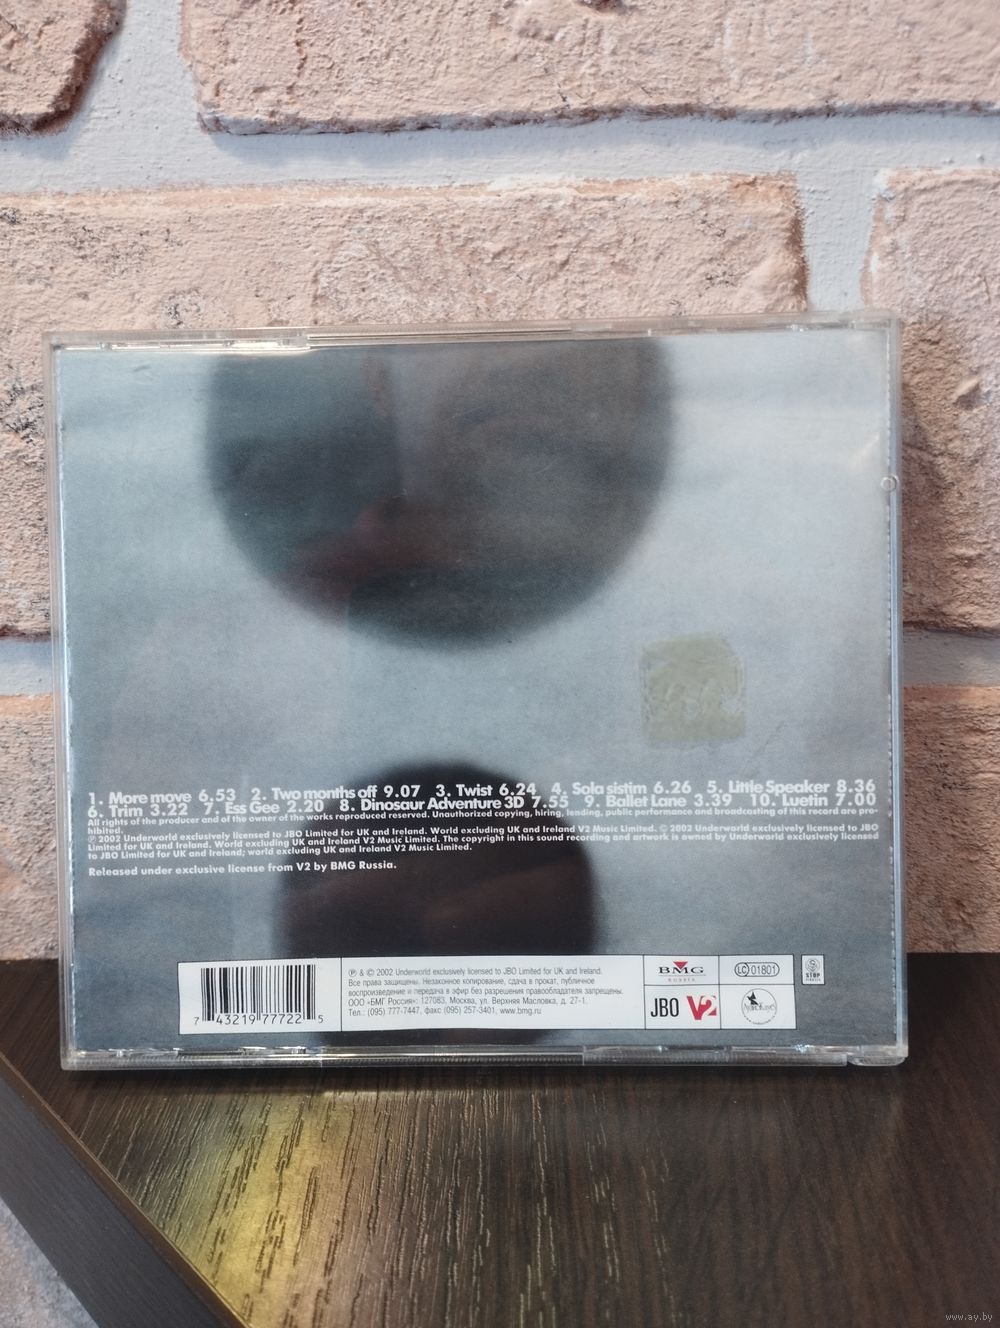 1. More move 6.53 2. Two months off 9.07 3. Twist 6.24 4. Sola sistim 6.26 5. Little Speaker 8.36
6. Trim 3.22 7. Ess Gee 2.20 8. Dinosaur Adventure 3D 7.55 9. Ballet Lane 3.39 10. Luetin 7.00
All rights of the producer and of the owner of the works reproduced reserved. Unauthorized copying, hiring, lending, public performance and broadcasting of this record are pro-
hibited.
℗ 2002 Underworld exclusively licensed to JBO Limited for UK and Ireland. World excluding UK and Ireland V2 Music Limited. © 2002 Underworld exclusively licensed to JBO
Limited for UK and Ireland. World excluding UK and Ireland V2 Music Limited. The copyright in this sound recording and artwork is owned by Underworld exclusively licensed
to JBO Limited for UK and Ireland; world excluding UK and Ireland V2 Music Limited.
Released under exclusive license from V2 by BMG Russia.
7 43219 77722 5
℗ & © 2002 Underworld exclusively licensed to JBO Limited for UK and Ireland.
Все права защищены. Незаконное копирование, сдача в прокат, публичное
воспроизведение и передача в эфир без разрешения правообладателя запрещены.
ООО «БМГ Россия»: 127083, Москва, ул. Верхняя Масловка, д. 27-1.
Тел.: (095) 777-7447, факс (095) 257-3401, www.bmg.ru
BMG
RUSSIA
JBO V2
LC 01801
STOP
www.ay.by